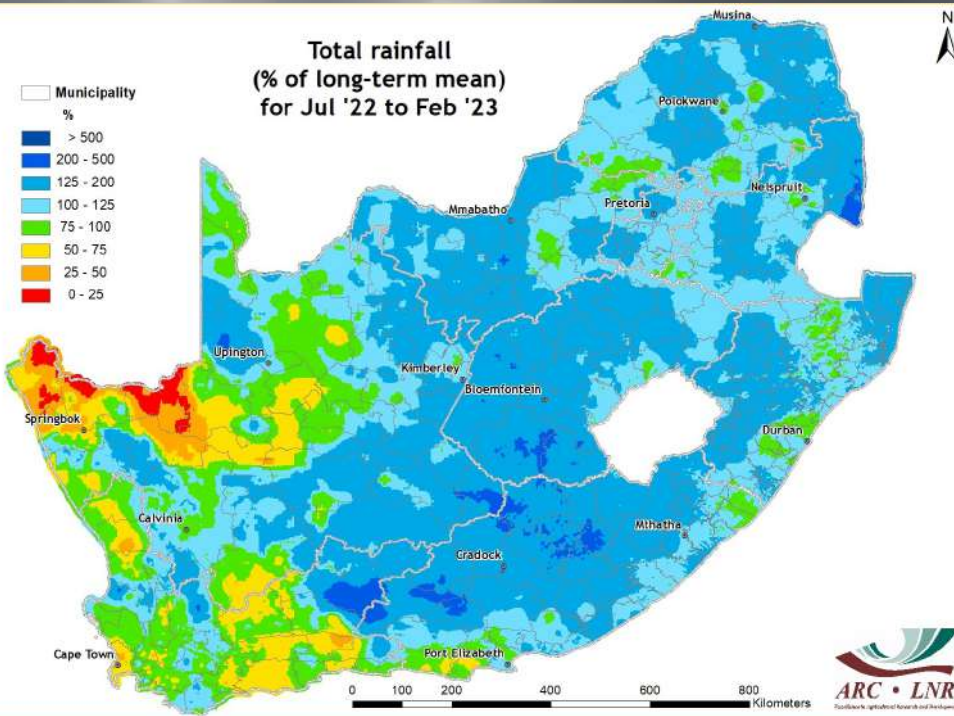 Total rainfall
(% of long-term mean)
for Jul '22 to Feb '23
N
Municipality
%
> 500
200 - 500
125 - 200
100 - 125
75 - 100
50 - 75
25 - 50
0 - 25
Musina
Polokwane
Nelspruit
Pretoria
Mmabatho
Upington
Kimberley
Bloemfontein
Springbok
Durban
Calvinia
Mthatha
Cradock
Cape Town
Port Elizabeth
0 100 200 400 600 800
Kilometers
ARC • LNR